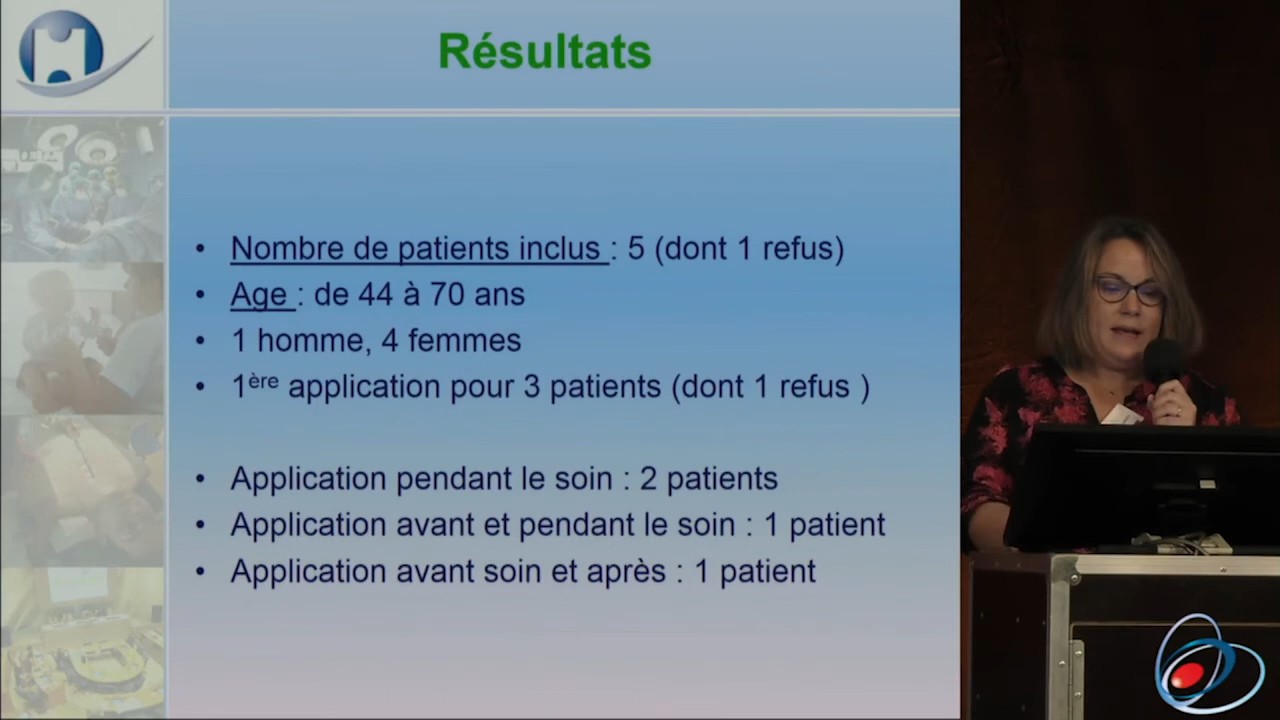 Résultats
• Nombre de patients inclus : 5 (dont 1 refus)
• Age : de 44 à 70 ans
• 1 homme, 4 femmes
• 1ère application pour 3 patients (dont 1 refus )
• Application pendant le soin : 2 patients
• Application avant et pendant le soin : 1 patient
• Application avant soin et après : 1 patient